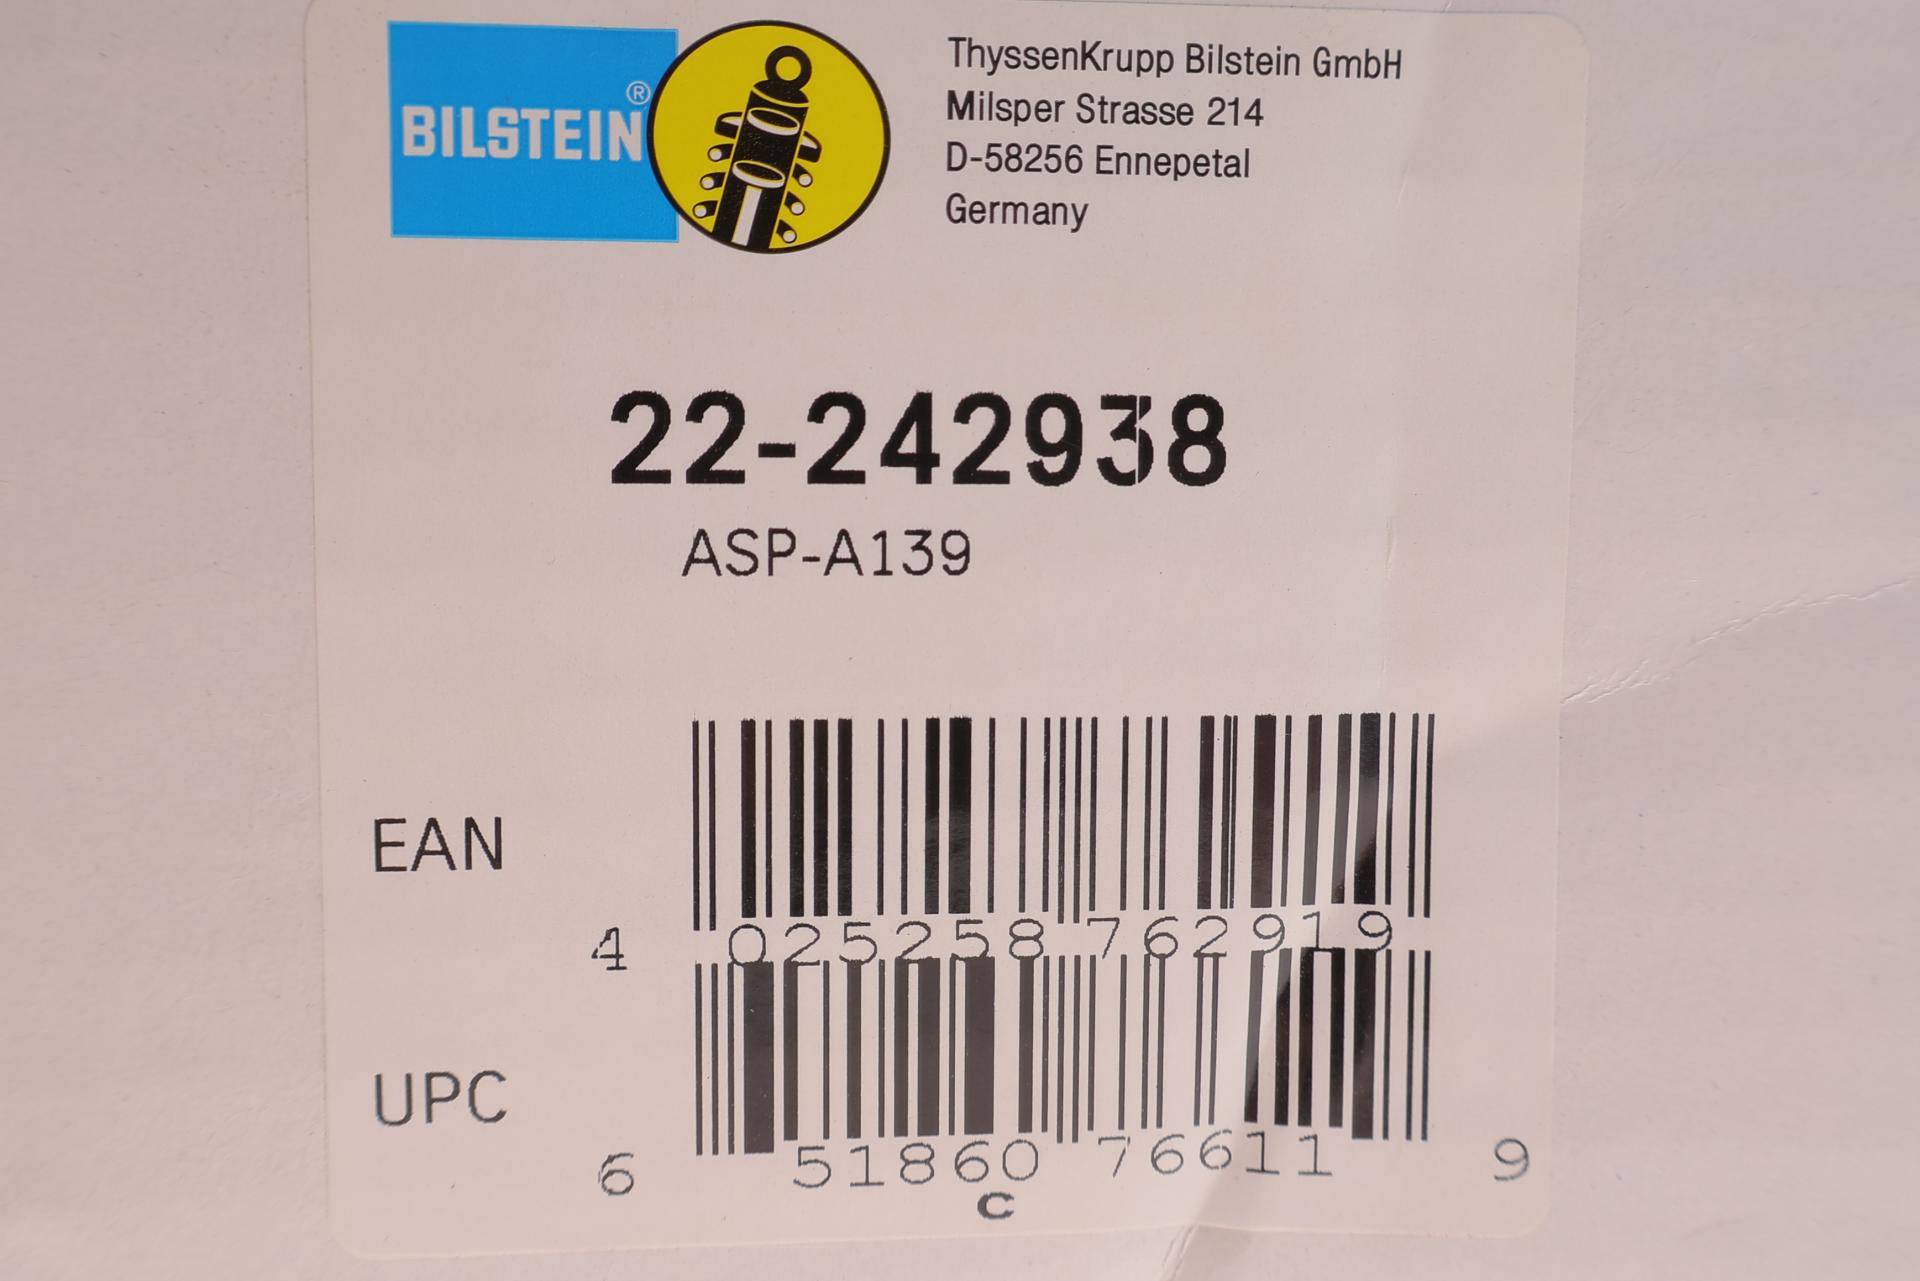 BILSTEIN®
ThyssenKrupp Bilstein GmbH
Milsper Strasse 214
D-58256 Ennepetal
Germany
22-242938
ASP-A139
EAN
4 025258 762919
UPC
6 51860 76611 9
C